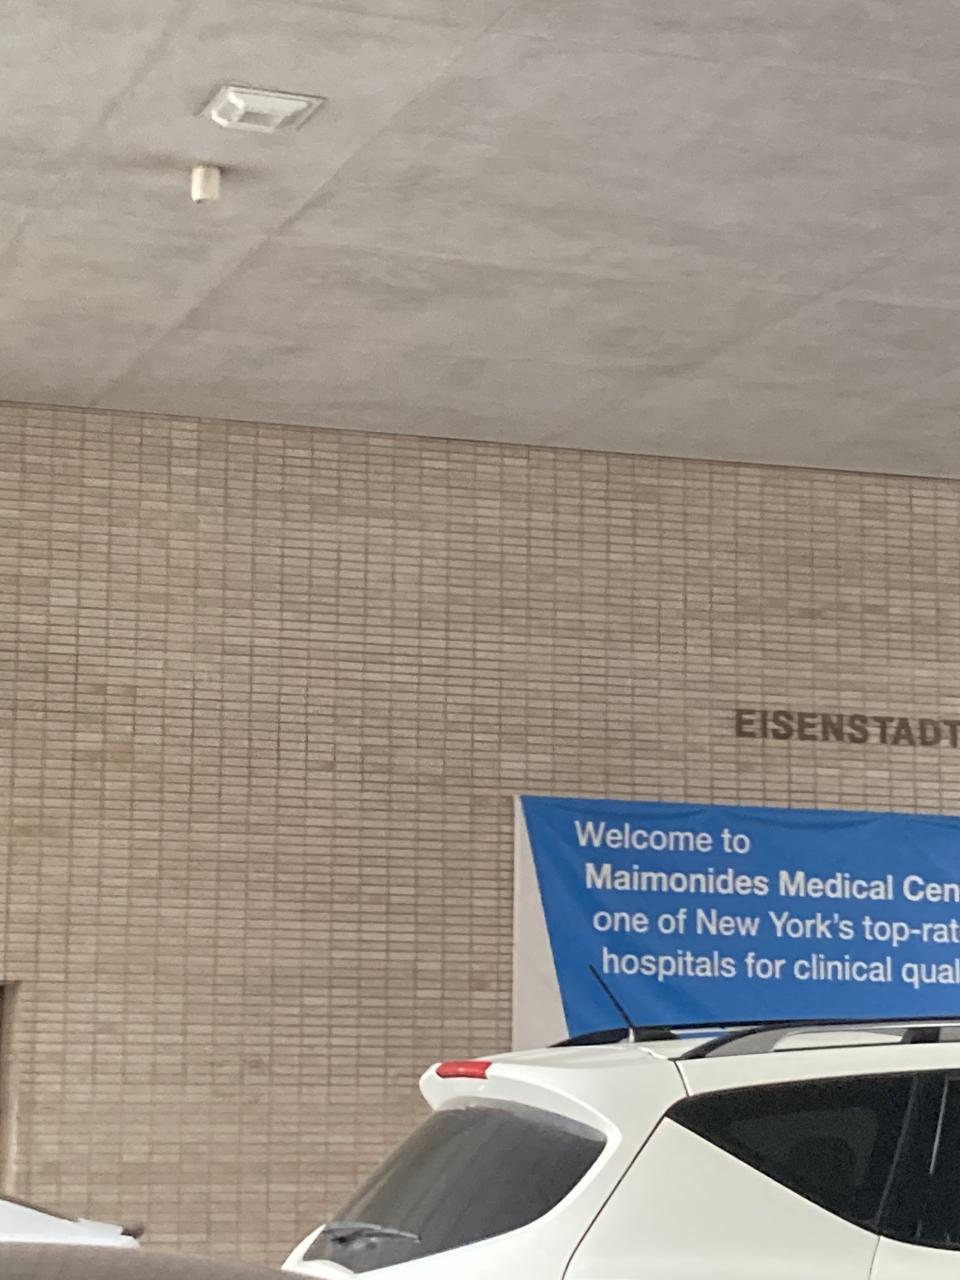 EISENSTADT
Welcome to
Maimonides Medical Cen
one of New York's top-rat
hospitals for clinical qual